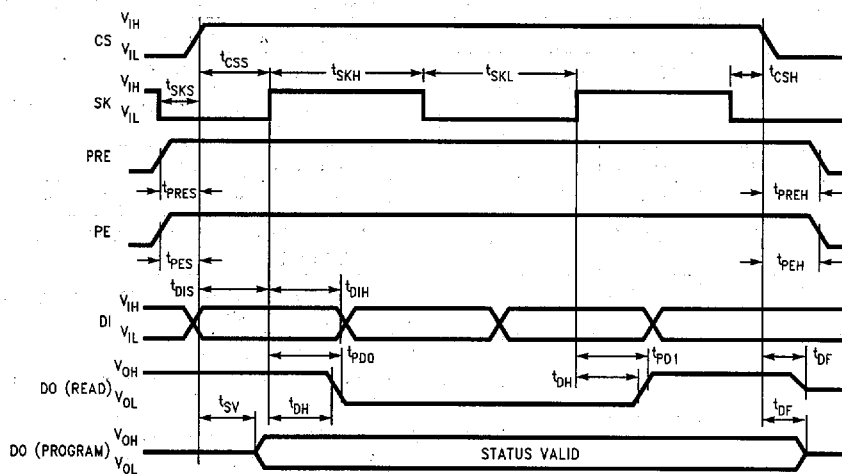 CS V_IH
V_IL
t_CSS t_SKH t_SKL t_CSH
t_SKS
SK V_IH
V_IL
PRE
t_PRES t_PREH
PE
t_PES t_PEH
t_DIS t_DIH
DI V_IH
V_IL
t_PD0 t_PD1 t_DF
DO (READ) V_OH
V_OL
t_SV t_DH t_DH t_DF
DO (PROGRAM) V_OH
V_OL
STATUS VALID